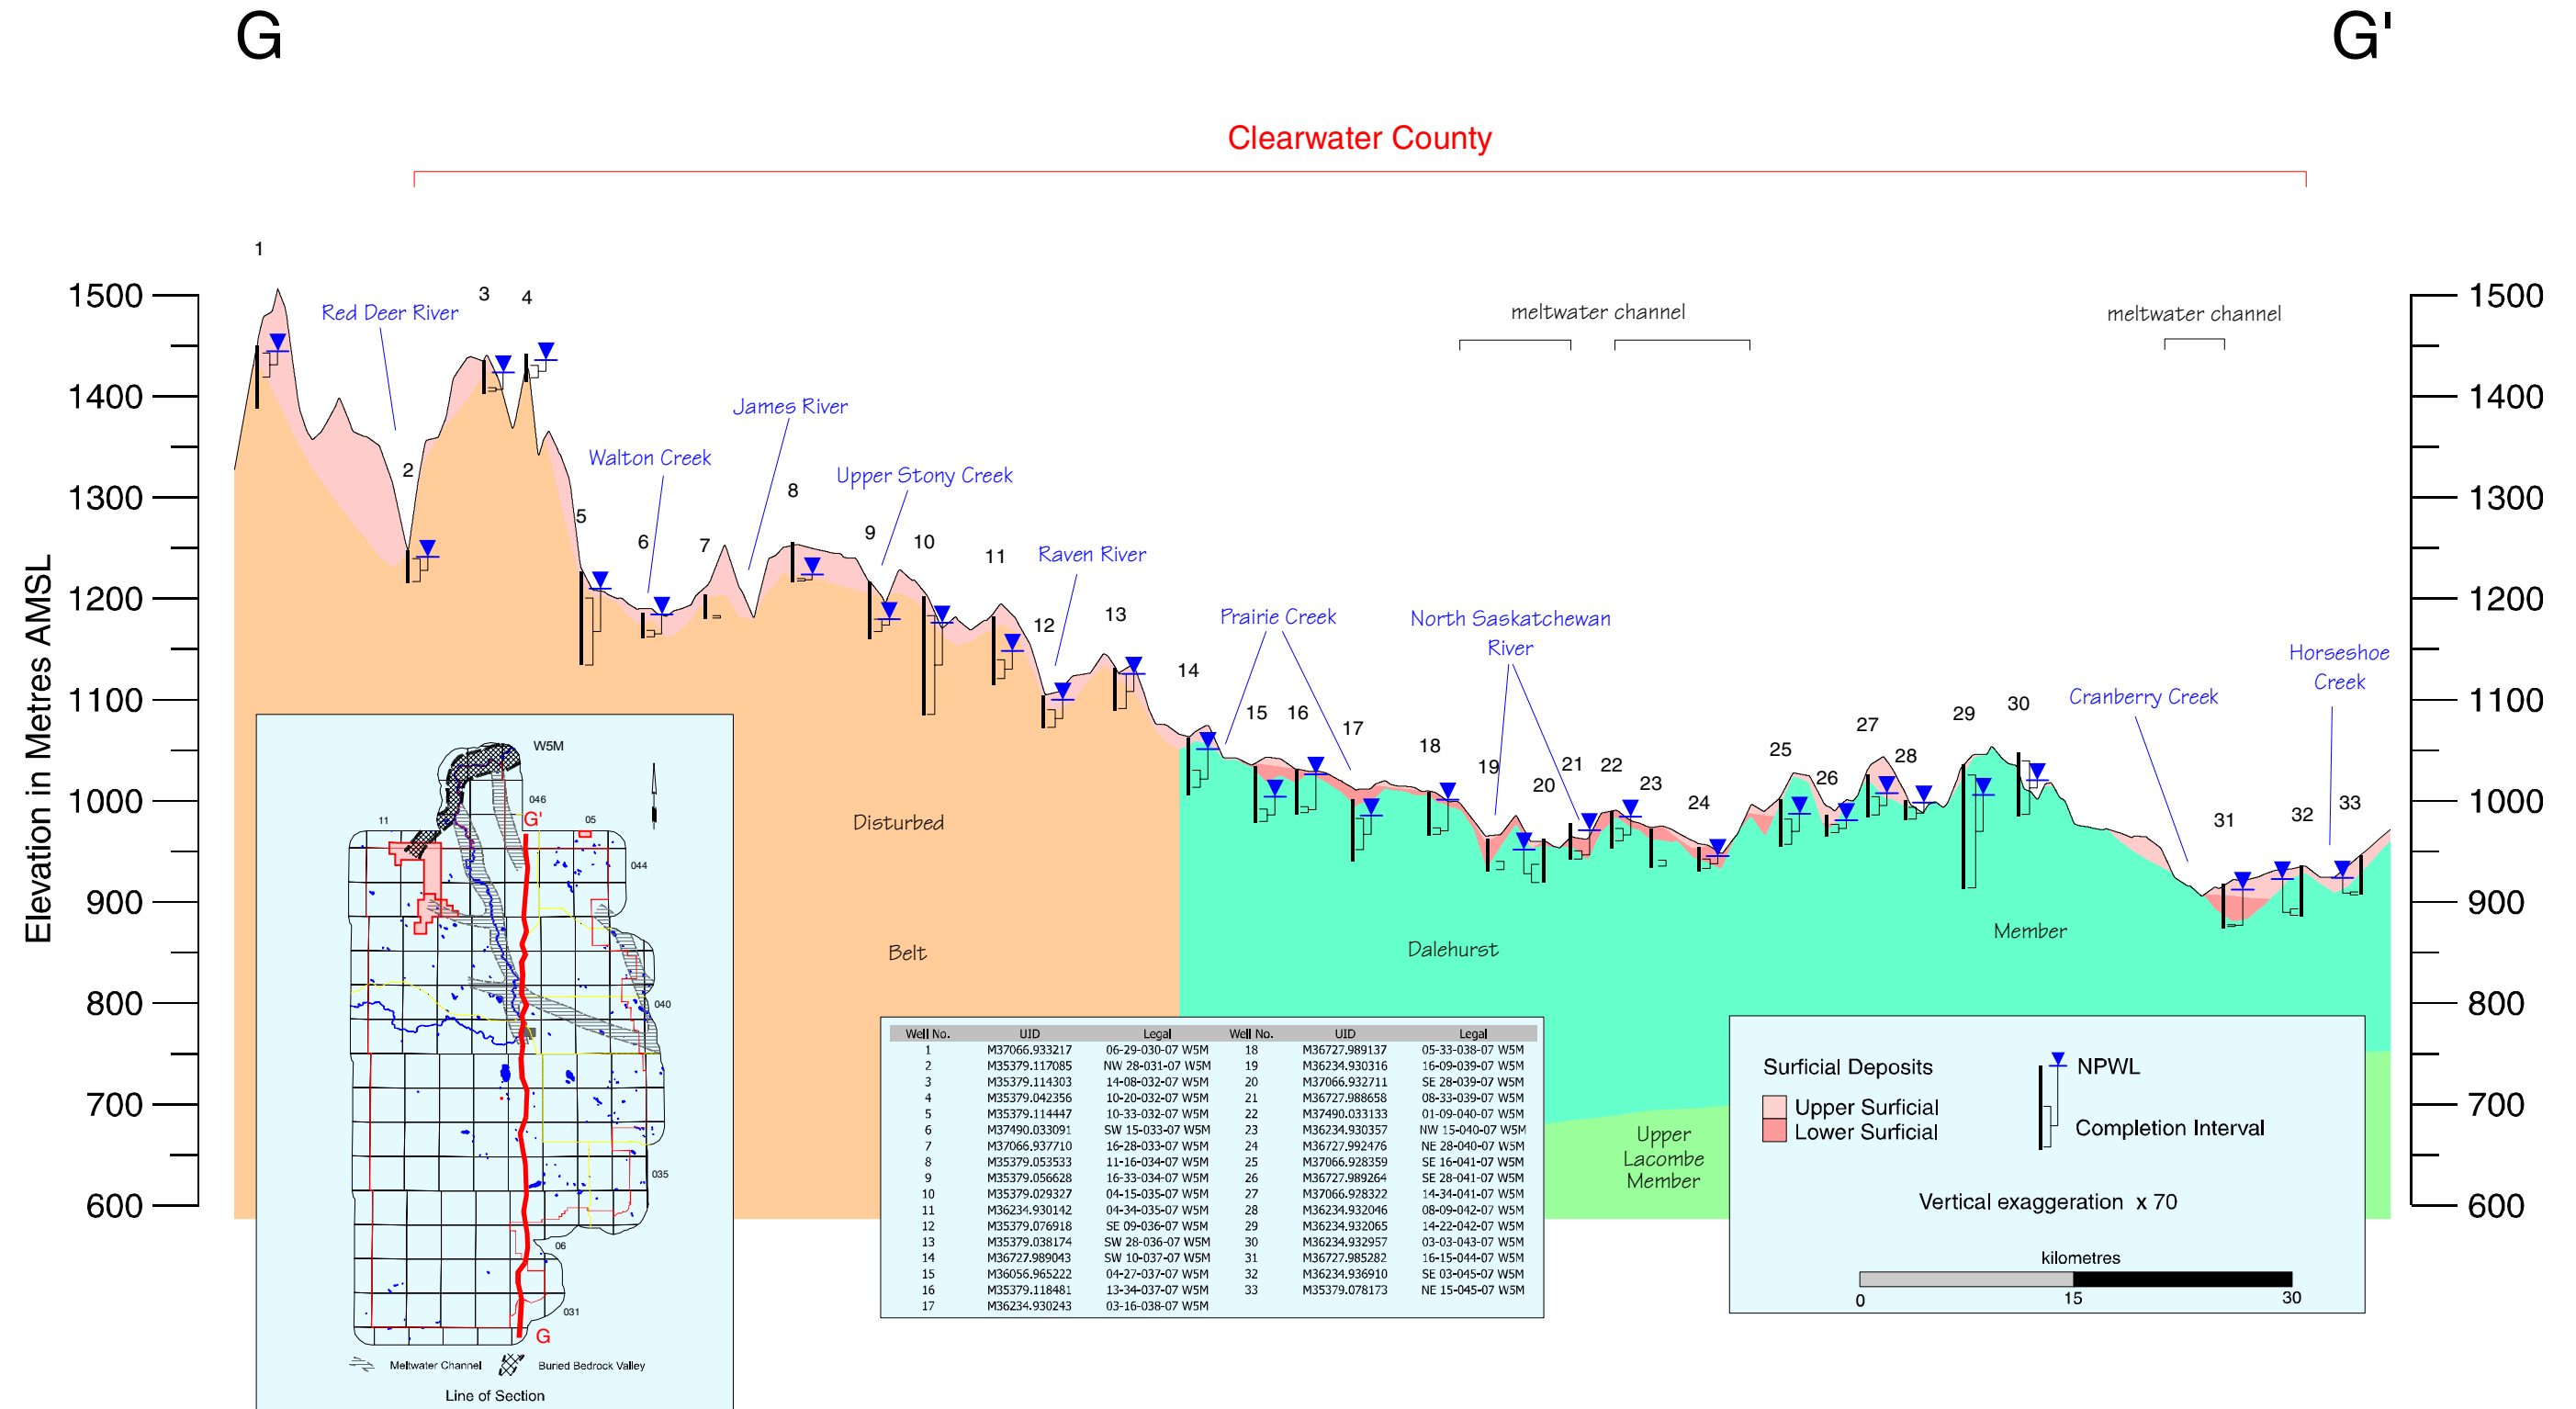 G
G'
Clearwater County
1
1500
1400
1300
1200
1100
1000
900
800
700
600
Elevation in Metres AMSL
Red Deer River
2
3
4
5
Walton Creek
6
7
James River
8
Upper Stony Creek
9
10
11
Raven River
12
13
14
Prairie Creek
15
16
17
North Saskatchewan
River
18
19
20
21
22
23
24
meltwater channel
25
26
27
28
29
30
meltwater channel
Cranberry Creek
31
Horseshoe
Creek
32
33
1500
1400
1300
1200
1100
1000
900
800
700
600
Disturbed
Belt
Dalehurst
Member
Upper
Lacombe
Member
W5M
046
G'
11
05
044
040
035
06
031
G
Meltwater Channel
Buried Bedrock Valley
Line of Section
Well No. UID Legal Well No. UID Legal
1 M37066.933217 06-29-030-07 W5M 18 M36727.989137 05-33-038-07 W5M
2 M35379.117085 NW 28-031-07 W5M 19 M36234.930316 16-09-039-07 W5M
3 M35379.114303 14-08-032-07 W5M 20 M37066.932711 SE 28-039-07 W5M
4 M35379.042356 10-20-032-07 W5M 21 M36727.988658 08-33-039-07 W5M
5 M35379.114447 10-33-032-07 W5M 22 M37490.033133 01-09-040-07 W5M
6 M37490.033091 SW 15-033-07 W5M 23 M36234.930357 NW 15-040-07 W5M
7 M37066.937710 16-28-033-07 W5M 24 M36727.992476 NE 28-040-07 W5M
8 M35379.053533 11-16-034-07 W5M 25 M37066.928359 SE 16-041-07 W5M
9 M35379.056628 16-33-034-07 W5M 26 M36727.989264 SE 28-041-07 W5M
10 M35379.029327 04-15-035-07 W5M 27 M37066.928322 14-34-041-07 W5M
11 M36234.930142 04-34-035-07 W5M 28 M36234.932046 08-09-042-07 W5M
12 M35379.076918 SE 09-036-07 W5M 29 M36234.932065 14-22-042-07 W5M
13 M35379.038174 SW 28-036-07 W5M 30 M36234.932957 03-03-043-07 W5M
14 M36727.989043 SW 10-037-07 W5M 31 M36727.985282 16-15-044-07 W5M
15 M36056.965222 04-27-037-07 W5M 32 M36234.936910 SE 03-045-07 W5M
16 M35379.118481 13-34-037-07 W5M 33 M35379.078173 NE 15-045-07 W5M
17 M36234.930243 03-16-038-07 W5M
Surficial Deposits
Upper Surficial
Lower Surficial
NPWL
Completion Interval
Vertical exaggeration x 70
kilometres
0
15
30